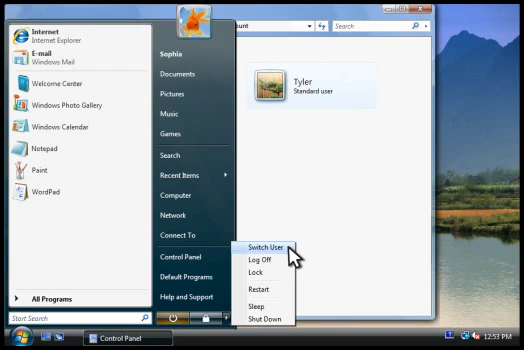 Internet
Internet Explorer
E-mail
Windows Mail
Welcome Center
Windows Photo Gallery
Windows Calendar
Notepad
Paint
WordPad
All Programs
Start Search
Sophia
Documents
Pictures
Music
Games
Search
Recent Items
Computer
Network
Connect To
Control Panel
Default Programs
Help and Support
Switch User
Log Off
Lock
Restart
Sleep
Shut Down
ount
Search
Tyler
Standard user
Control Panel
12:53 PM